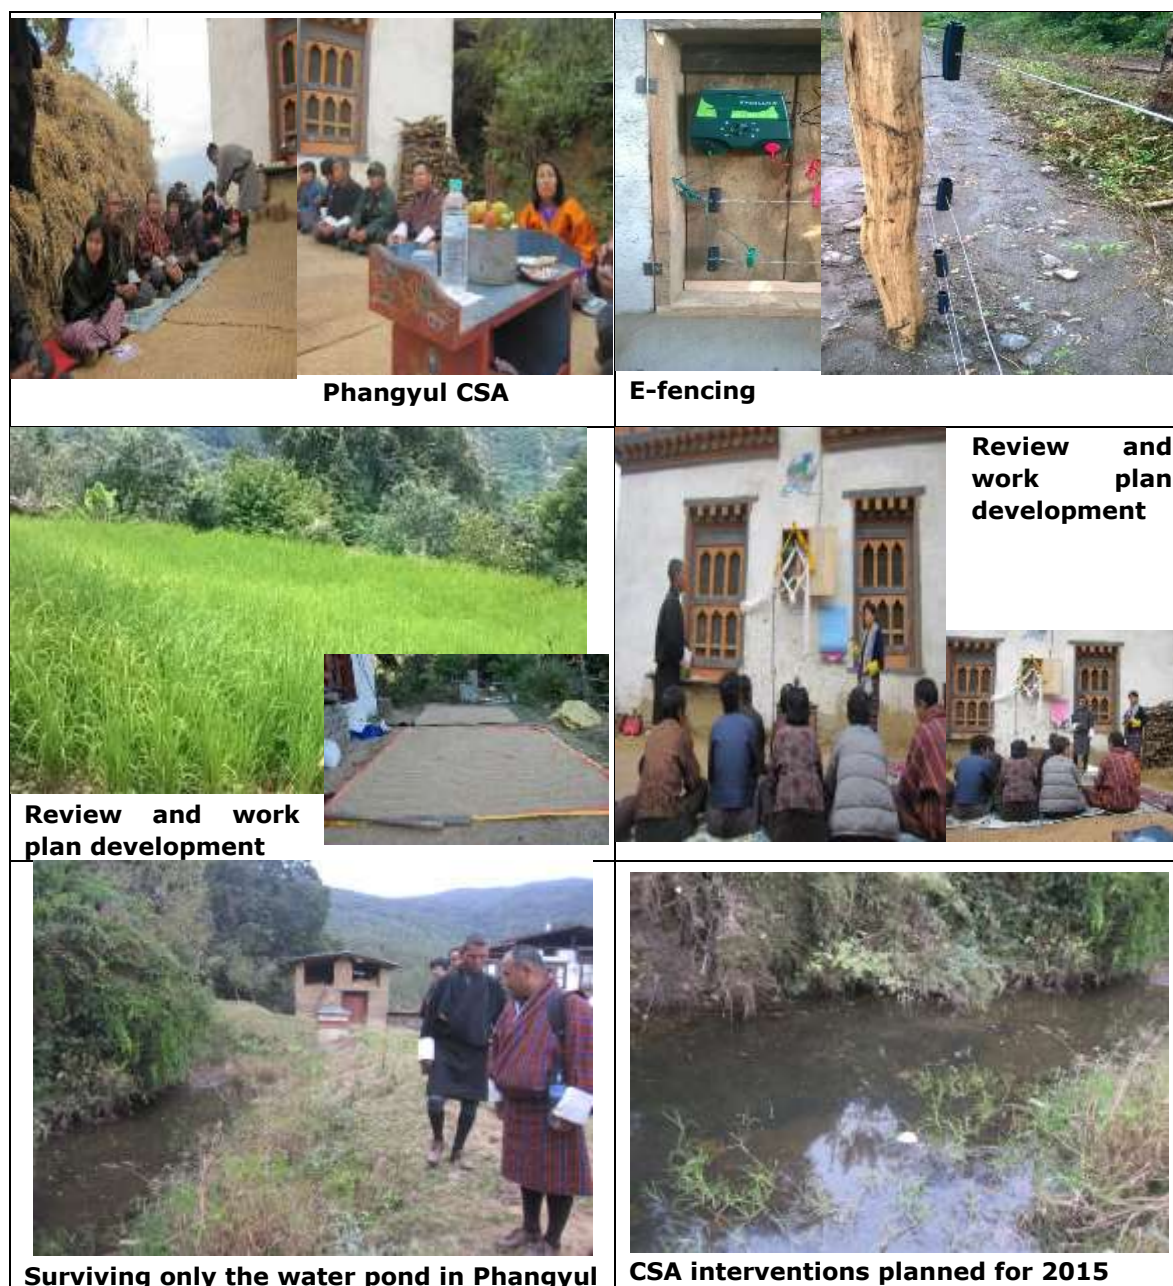 Phangyul CSA
E-fencing
Review and work plan development
Review and
work plan
development
Surviving only the water pond in Phangyul
CSA interventions planned for 2015